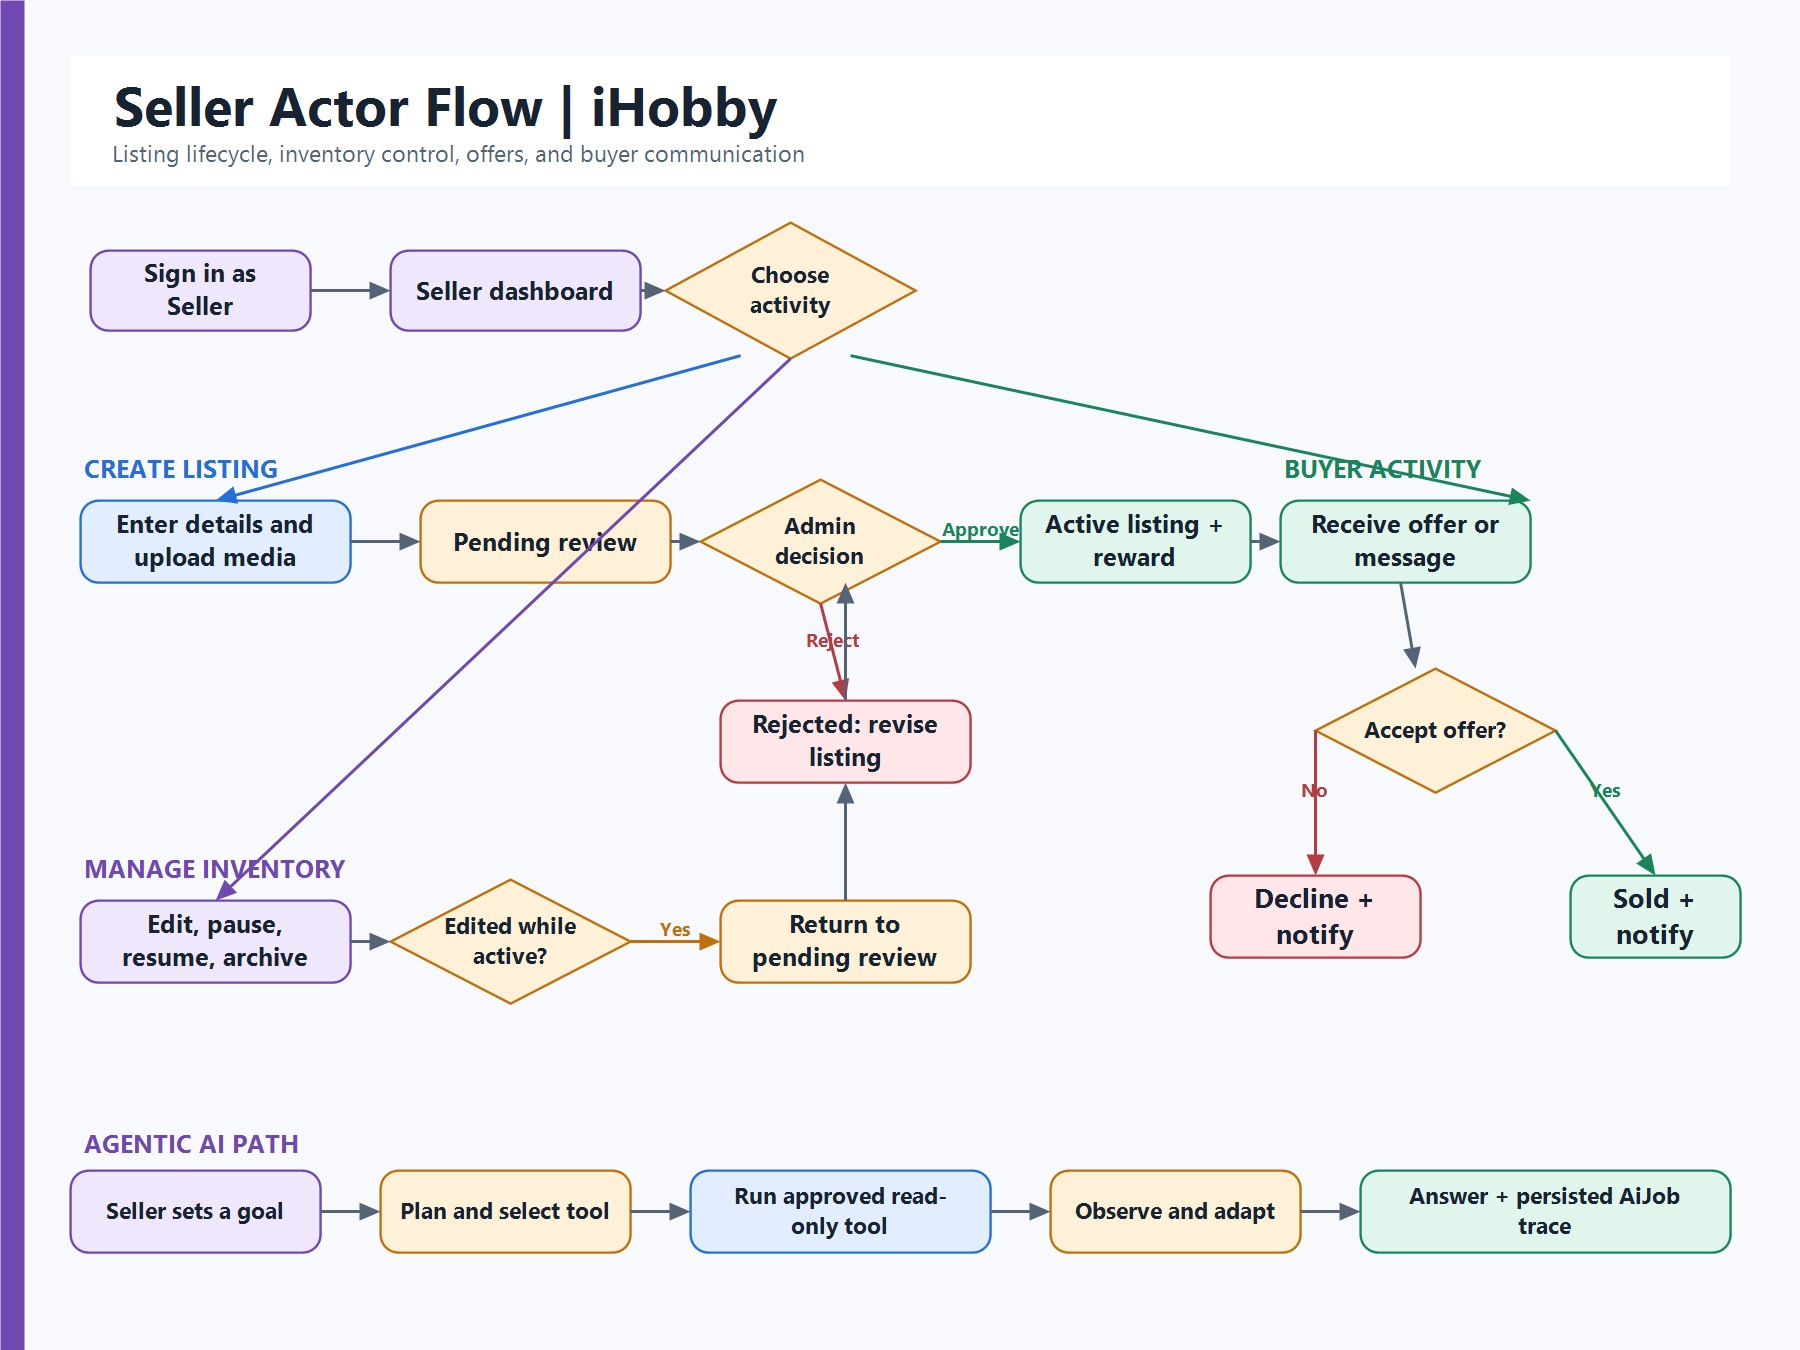 Seller Actor Flow | iHobby
Listing lifecycle, inventory control, offers, and buyer communication
Sign in as
Seller
Seller dashboard
Choose
activity
CREATE LISTING
BUYER ACTIVITY
Enter details and
upload media
Pending review
Admin
decision
Approve
Active listing +
reward
Receive offer or
message
Reject
Rejected: revise
listing
Accept offer?
No
Yes
Decline +
notify
Sold +
notify
MANAGE INVENTORY
Edit, pause,
resume, archive
Edited while
active?
Yes
Return to
pending review
AGENTIC AI PATH
Seller sets a goal
Plan and select tool
Run approved read-
only tool
Observe and adapt
Answer + persisted AiJob
trace